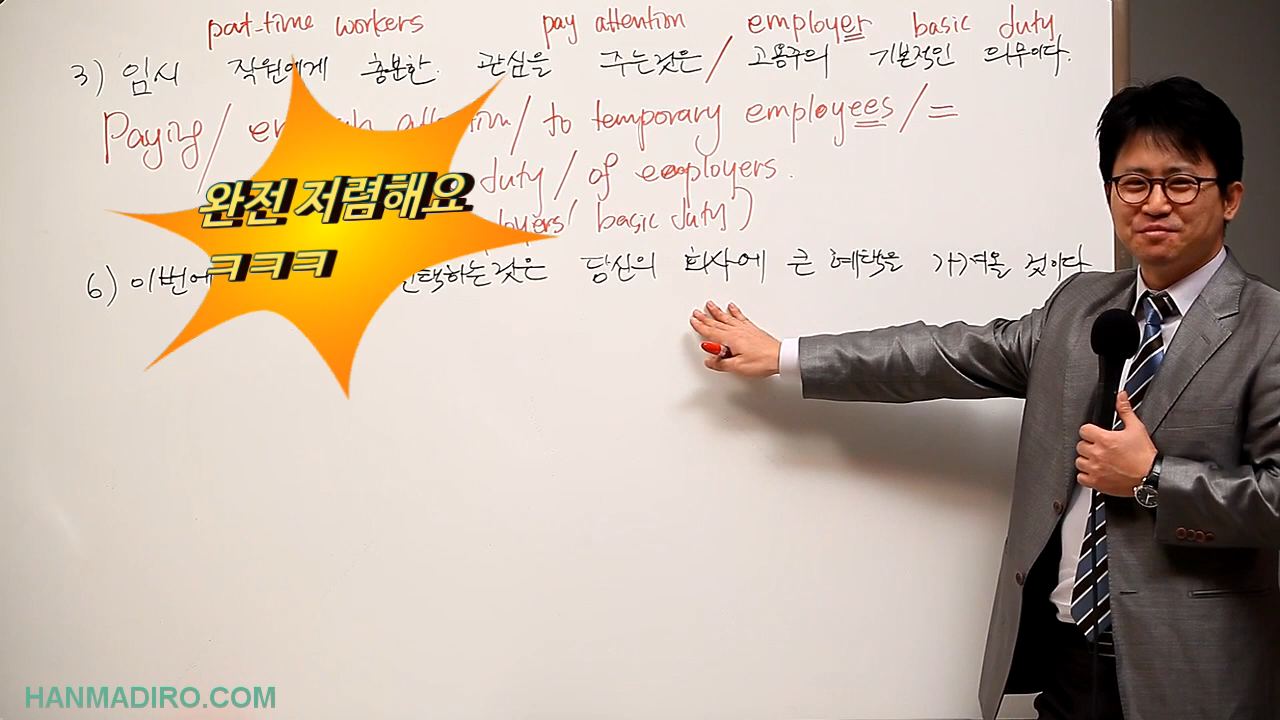 part-time workers pay attention employer basic duty
3) 임시 직원에게 충분한 관심을 주는것은 / 고용주의 기본적인 의무이다.
Paying / to temporary employees / =
duty / of employers.
basic duty)
6) 이번에 것은 당신의 회사에 큰 혜택을 가져올 것이다
완전 저렴해요
ㅋㅋㅋ
HANMADIRO.COM